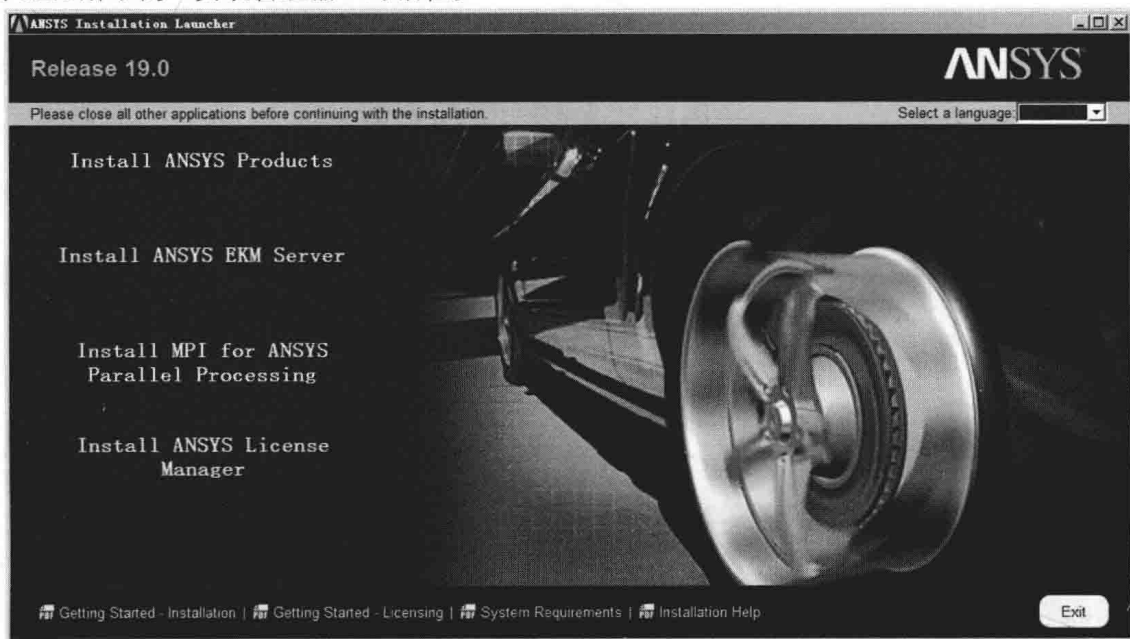 ANSYS Installation Launcher
Release 19.0
ANSYS
Please close all other applications before continuing with the installation.
Select a language:
Install ANSYS Products
Install ANSYS EKM Server
Install MPI for ANSYS
Parallel Processing
Install ANSYS License
Manager
Getting Started - Installation | Getting Started - Licensing | System Requirements | Installation Help
Exit